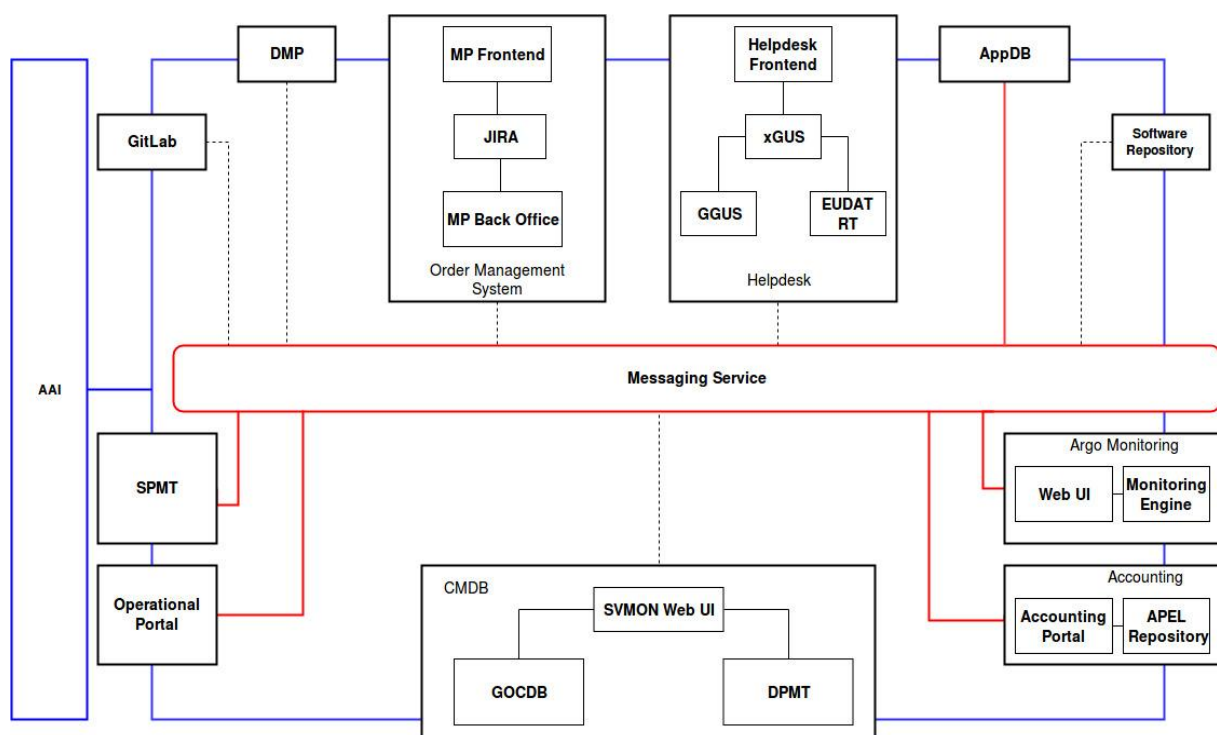 DMP
MP Frontend
JIRA
MP Back Office
Order Management
System
Helpdesk
Frontend
xGUS
GGUS
EUDAT
RT
Helpdesk
AppDB
GitLab
Software
Repository
AAI
Messaging Service
SPMT
Operational
Portal
CMDB
SVMON Web UI
GOCDB
DPMT
Argo Monitoring
Web UI
Monitoring
Engine
Accounting
Accounting
Portal
APEL
Repository